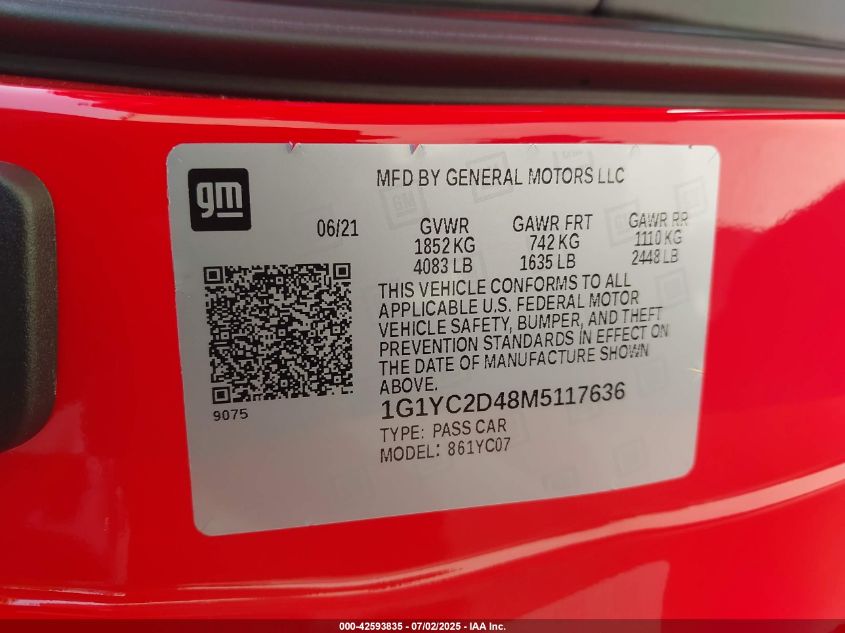 gm
MFD BY GENERAL MOTORS LLC
06/21
GVWR
1852 KG
4083 LB
GAWR FRT
742 KG
1635 LB
GAWR RR
1110 KG
2448 LB
THIS VEHICLE CONFORMS TO ALL
APPLICABLE U.S. FEDERAL MOTOR
VEHICLE SAFETY, BUMPER, AND THEFT
PREVENTION STANDARDS IN EFFECT ON
THE DATE OF MANUFACTURE SHOWN
ABOVE.
9075
1G1YC2D48M5117636
TYPE: PASS CAR
MODEL: 861YC07
000-42593835 - 07/02/2025 - IAA Inc.